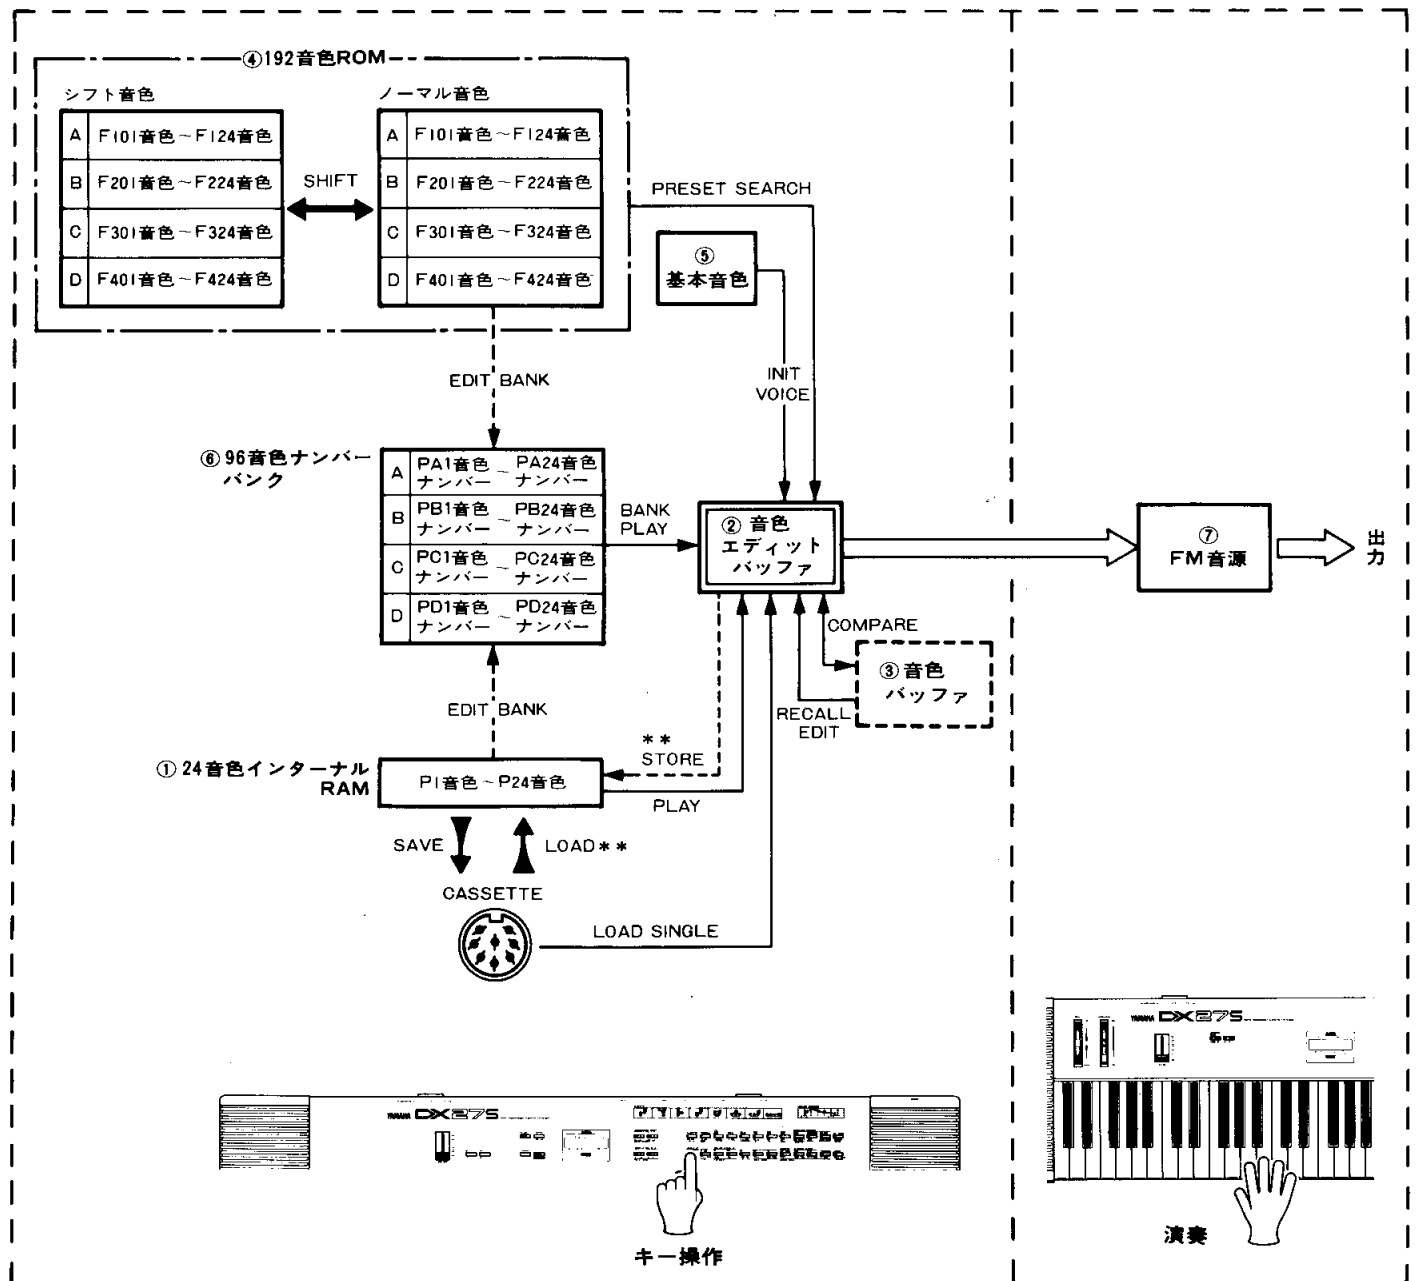 ④192音色ROM
シフト音色
ノーマル音色
A F101音色～F124音色
B F201音色～F224音色
C F301音色～F324音色
D F401音色～F424音色
SHIFT
A F101音色～F124音色
B F201音色～F224音色
C F301音色～F324音色
D F401音色～F424音色
PRESET SEARCH
⑤
基本音色
INIT
VOICE
EDIT BANK
⑥96音色ナンバー
バンク
A PA1音色ナンバー～PA24音色ナンバー
B PB1音色ナンバー～PB24音色ナンバー
C PC1音色ナンバー～PC24音色ナンバー
D PD1音色ナンバー～PD24音色ナンバー
BANK
PLAY
②音色
エディット
バッファ
⑦
FM音源
出力
COMPARE
③音色
バッファ
RECALL
EDIT
EDIT BANK
**
STORE
①24音色インターナル
RAM
P1音色～P24音色
PLAY
SAVE
LOAD**
CASSETTE
LOAD SINGLE
YAMAHA DX27S
キー操作
YAMAHA DX27S
演奏